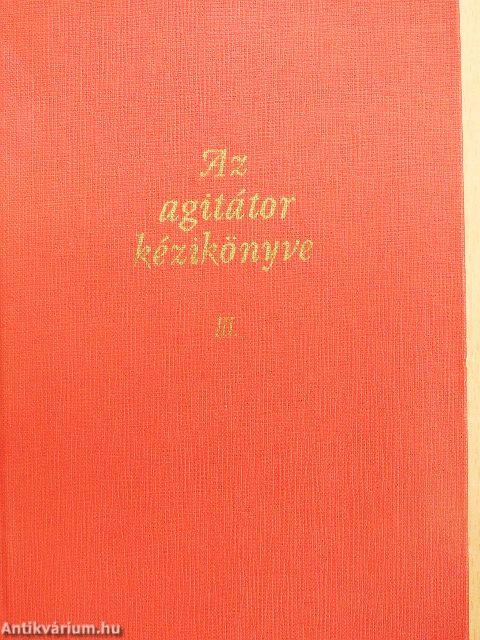 Az
agitátor
kézikönyve
III.
Antikvárium.hu